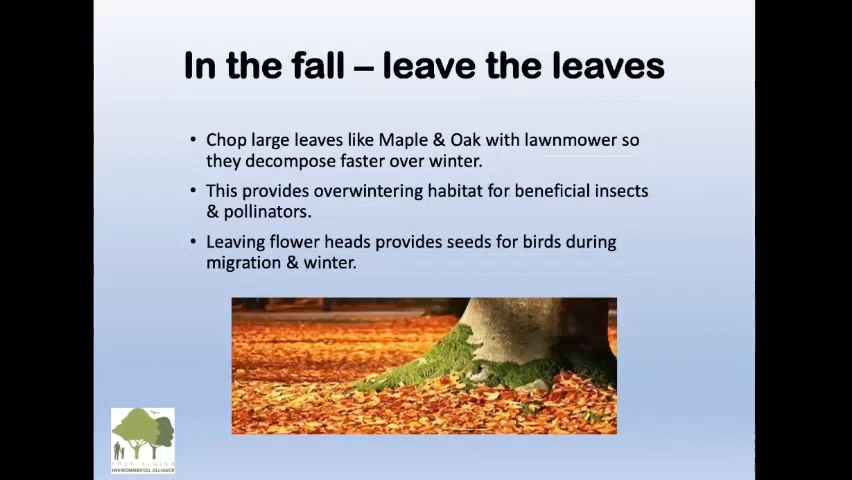 In the fall – leave the leaves
• Chop large leaves like Maple & Oak with lawnmower so
they decompose faster over winter.
• This provides overwintering habitat for beneficial insects
& pollinators.
• Leaving flower heads provides seeds for birds during
migration & winter.
ENVIRONMENTAL ALLIANCE